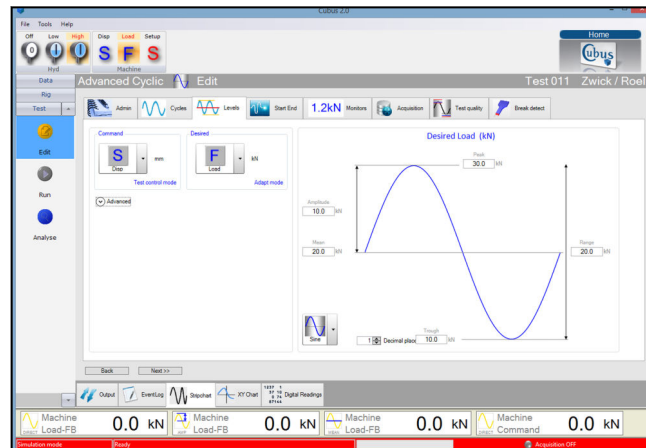 Cubus 2.0
File Tools Help
Off Low High Disp Load Setup
0 S F S
Hyd Machine
Home
Cubus
Data
Rig
Test
Advanced Cyclic Edit Test 011 Zwick / Roel
Admin Cycles Levels Start End 1.2kN Monitors Acquisition Test quality Break detect
Edit
Run
Analyse
Command
S
Disp
mm
Test control mode
Desired
F
Load
kN
Adapt mode
Advanced
Desired Load (kN)
Peak
30.0 kN
Amplitude
10.0 kN
Mean
20.0 kN
Range
20.0 kN
Sine
1 Decimal place
Trough
10.0 kN
Back Next >>
Output EventLog Stripchart XY Chart Digital Readings
Machine
Load-FB 0.0 kN
Machine
Load-FB 0.0 kN
Machine
Load-FB 0.0 kN
Machine
Command 0.0 kN
Simulation mode Ready Acquisition OFF